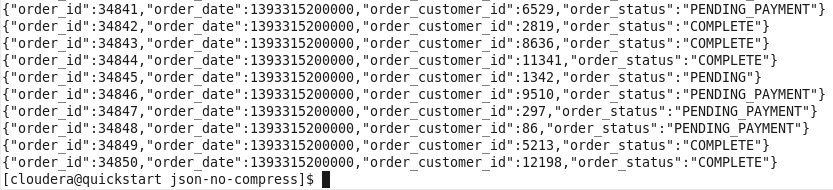 {"order_id":34841,"order_date":1393315200000,"order_customer_id":6529,"order_status":"PENDING_PAYMENT"}
{"order_id":34842,"order_date":1393315200000,"order_customer_id":2819,"order_status":"COMPLETE"}
{"order_id":34843,"order_date":1393315200000,"order_customer_id":8636,"order_status":"COMPLETE"}
{"order_id":34844,"order_date":1393315200000,"order_customer_id":11341,"order_status":"COMPLETE"}
{"order_id":34845,"order_date":1393315200000,"order_customer_id":1342,"order_status":"PENDING"}
{"order_id":34846,"order_date":1393315200000,"order_customer_id":9510,"order_status":"PENDING_PAYMENT"}
{"order_id":34847,"order_date":1393315200000,"order_customer_id":297,"order_status":"PENDING_PAYMENT"}
{"order_id":34848,"order_date":1393315200000,"order_customer_id":86,"order_status":"PENDING_PAYMENT"}
{"order_id":34849,"order_date":1393315200000,"order_customer_id":5213,"order_status":"COMPLETE"}
{"order_id":34850,"order_date":1393315200000,"order_customer_id":12198,"order_status":"COMPLETE"}
[cloudera@quickstart json-no-compress]$